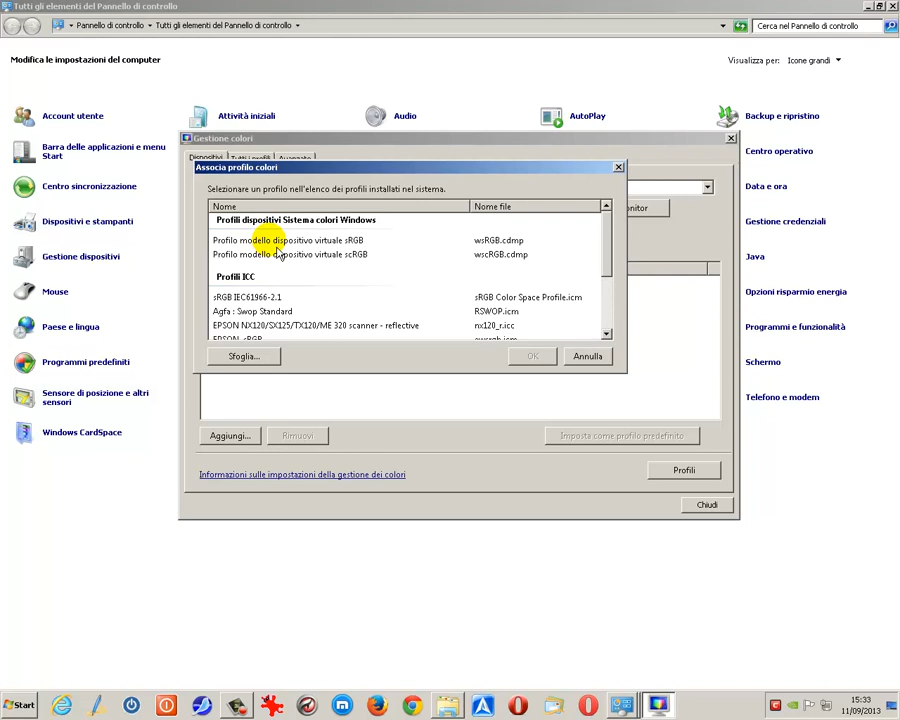 Tutti gli elementi del Pannello di controllo
Pannello di controllo
Tutti gli elementi del Pannello di controllo
Cerca nel Pannello di controllo
Modifica le impostazioni del computer
Visualizza per:
Icone grandi
Account utente
Attività iniziali
Audio
AutoPlay
Backup e ripristino
Barra delle applicazioni e menu
Start
Centro operativo
Centro sincronizzazione
Data e ora
Dispositivi e stampanti
Gestione credenziali
Gestione dispositivi
Java
Mouse
Opzioni risparmio energia
Paese e lingua
Programmi e funzionalità
Programmi predefiniti
Schermo
Sensore di posizione e altri
sensori
Telefono e modem
Windows CardSpace
Gestione colori
Dispositivi
Tutti i profili
Avanzate
Associa profilo colori
Selezionare un profilo nell'elenco dei profili installati nel sistema.
Nome
Nome file
Profili dispositivi Sistema colori Windows
Profilo modello dispositivo virtuale sRGB
wsRGB.cdmp
Profilo modello dispositivo virtuale scRGB
wscRGB.cdmp
Profili ICC
sRGB IEC61966-2.1
sRGB Color Space Profile.icm
Agfa : Swop Standard
RSWOP.icm
EPSON NX120/SX125/TX120/ME 320 scanner - reflective
nx120_r.icc
EPSON sRGB
Sfoglia...
OK
Annulla
Aggiungi...
Rimuovi
Imposta come profilo predefinito
Informazioni sulle impostazioni della gestione dei colori
Profili
Chiudi
Start
15:33
11/09/2013